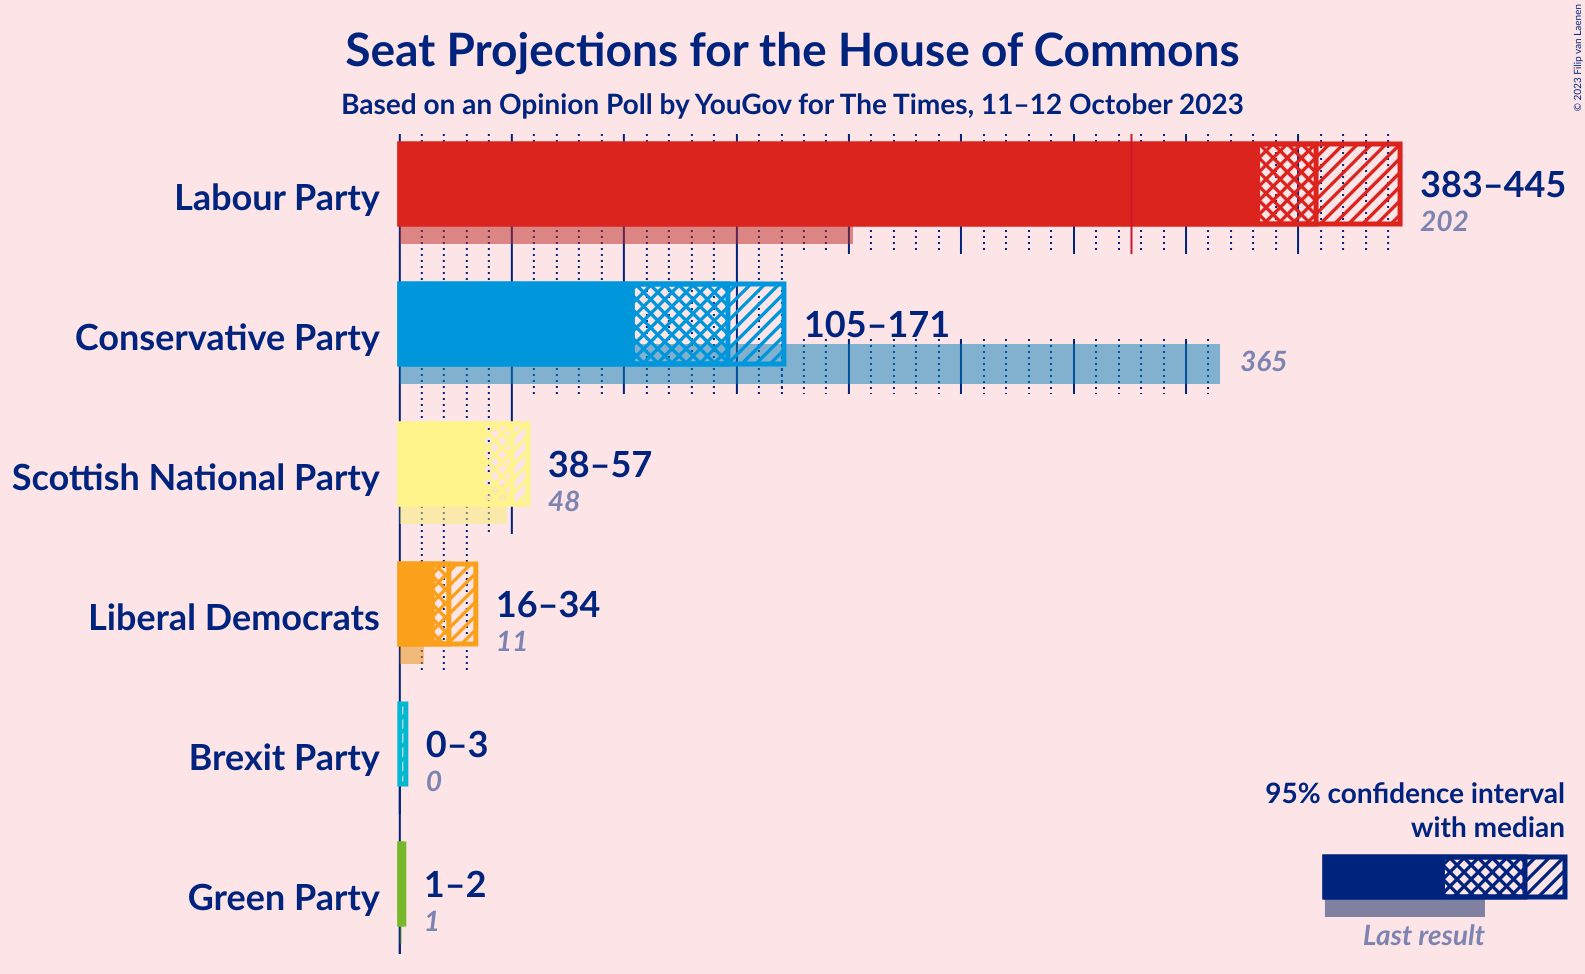 Seat Projections for the House of Commons
Based on an Opinion Poll by YouGov for The Times, 11–12 October 2023
© 2023 Filip van Laenen
Labour Party
383–445
202
Conservative Party
105–171
365
Scottish National Party
38–57
48
Liberal Democrats
16–34
11
Brexit Party
0–3
0
Green Party
1–2
1
95% confidence interval
with median
Last result